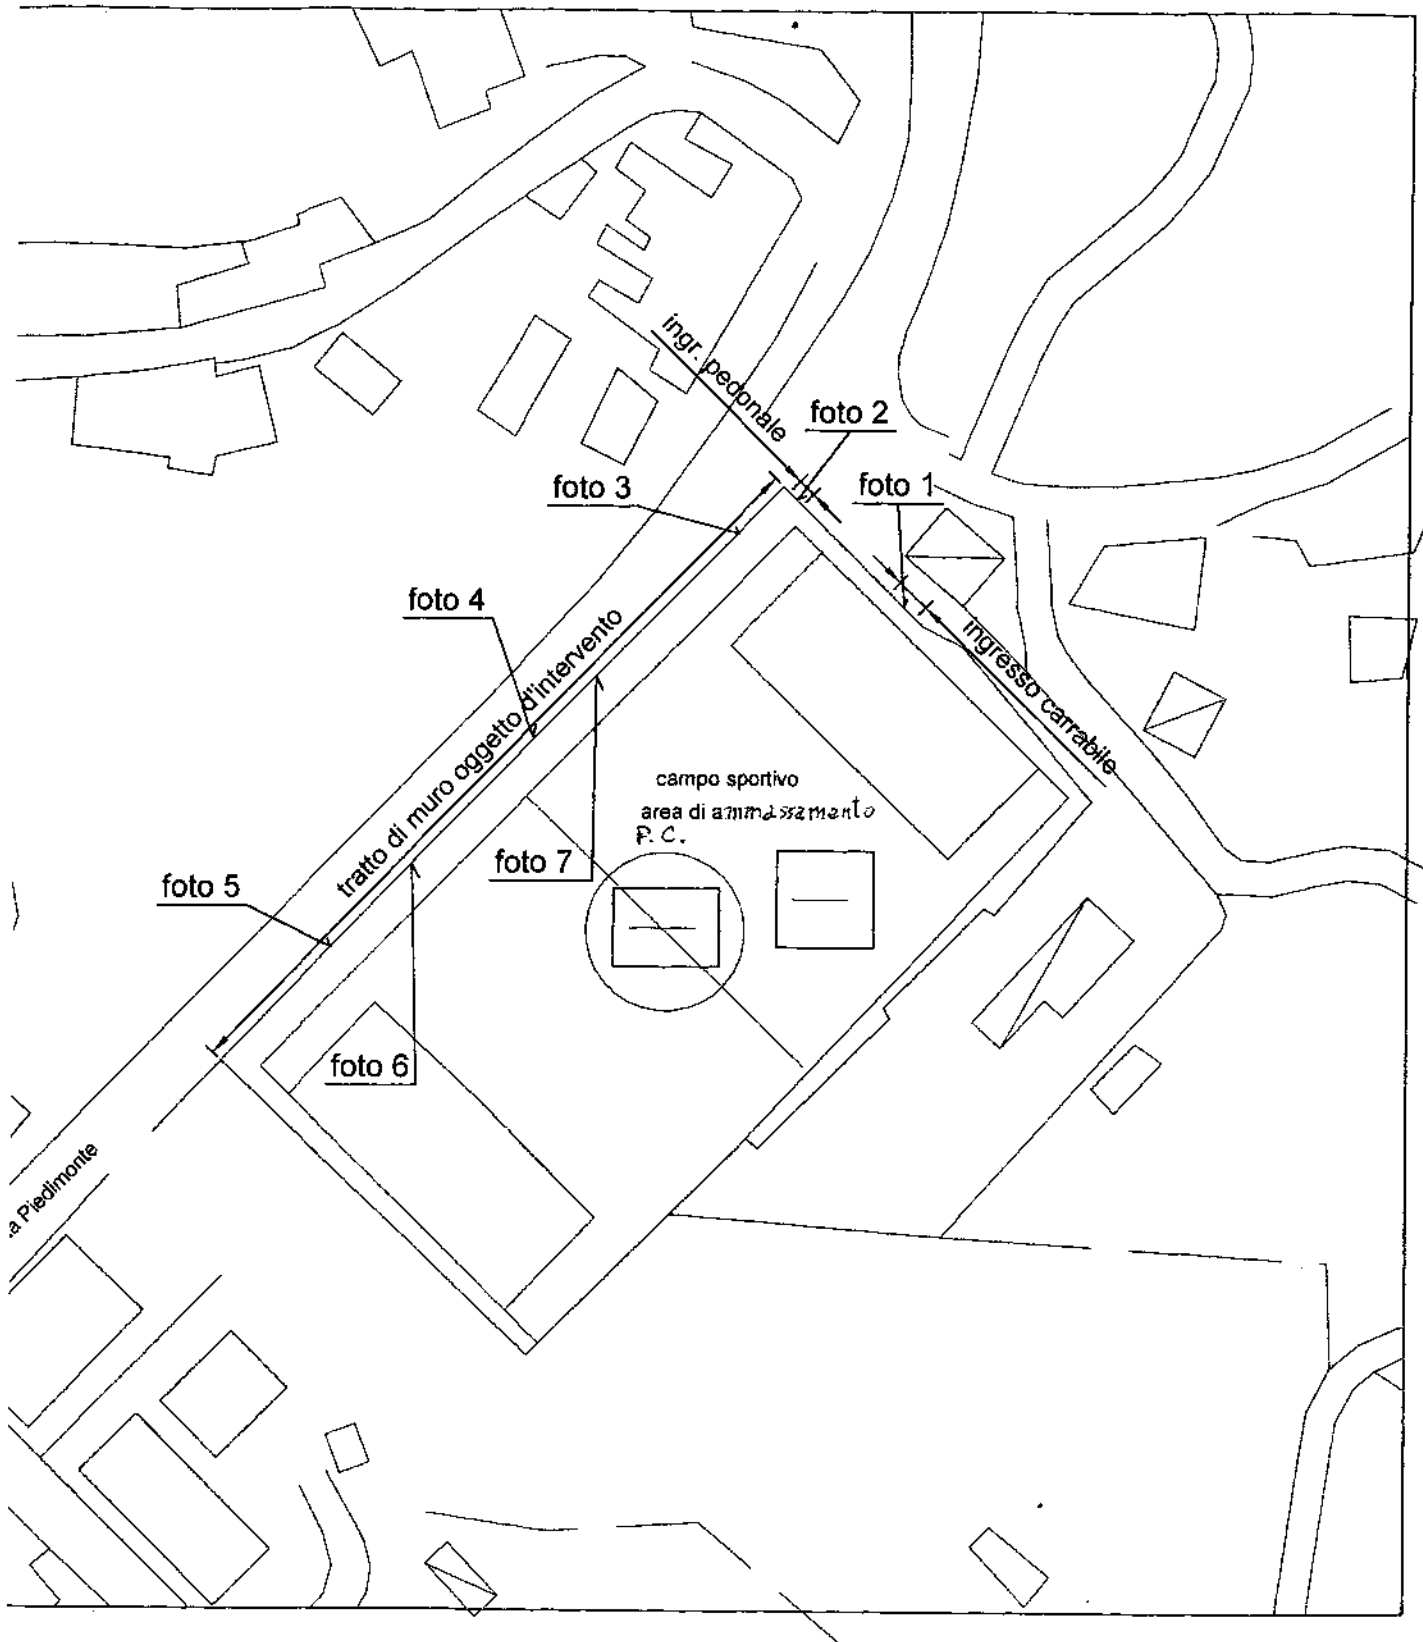 ingr. pedonale
foto 2
foto 1
foto 3
foto 4
tratto di muro oggetto d'intervento
ingresso carrabile
campo sportivo
area di ammassamento
P.C.
foto 7
foto 5
foto 6
a Piedimonte